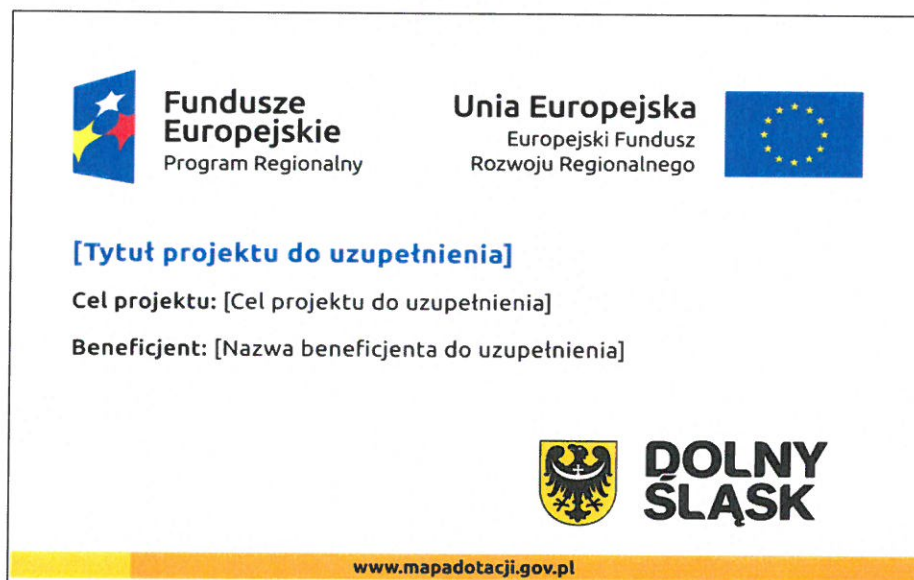 Fundusze
Europejskie
Program Regionalny
Unia Europejska
Europejski Fundusz
Rozwoju Regionalnego
[Tytuł projektu do uzupełnienia]
Cel projektu: [Cel projektu do uzupełnienia]
Beneficjent: [Nazwa beneficjenta do uzupełnienia]
DOLNY
ŚLĄSK
www.mapadotacji.gov.pl